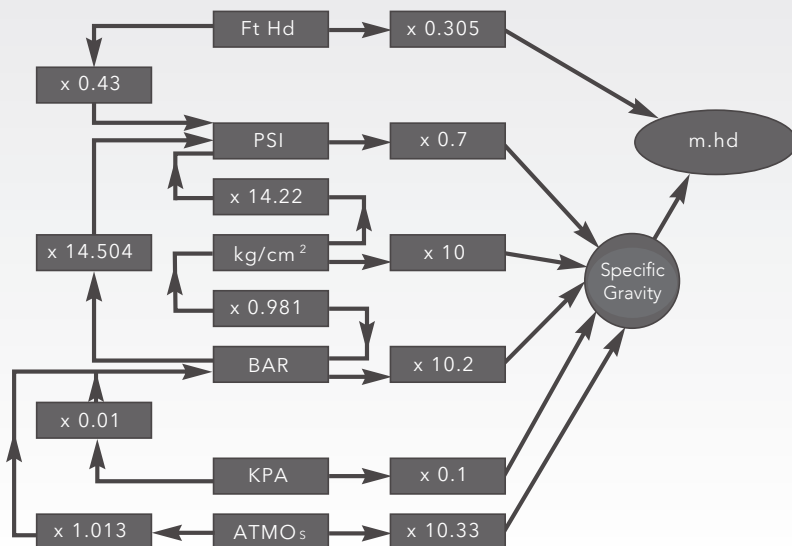 Ft Hd
x 0.305
x 0.43
PSI
x 0.7
m.hd
x 14.22
x 14.504
kg/cm²
x 10
Specific
Gravity
x 0.981
BAR
x 10.2
x 0.01
KPA
x 0.1
x 1.013
ATMOs
x 10.33